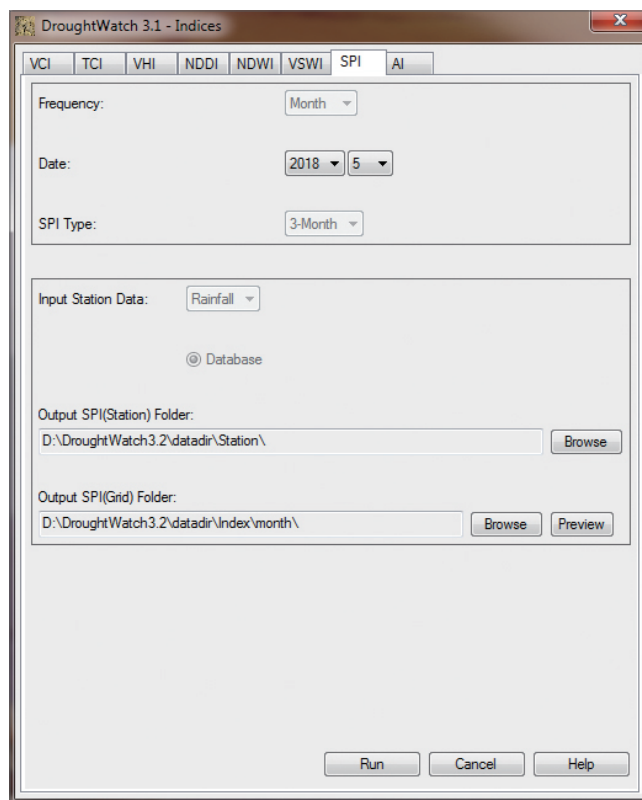 DroughtWatch 3.1 - Indices
VCI TCI VHI NDDI NDWI VSWI SPI AI
Frequency: Month
Date: 2018 5
SPI Type: 3-Month
Input Station Data: Rainfall
Database
Output SPI(Station) Folder:
D:\DroughtWatch3.2\datadir\Station\ Browse
Output SPI(Grid) Folder:
D:\DroughtWatch3.2\datadir\Index\month\ Browse Preview
Run Cancel Help